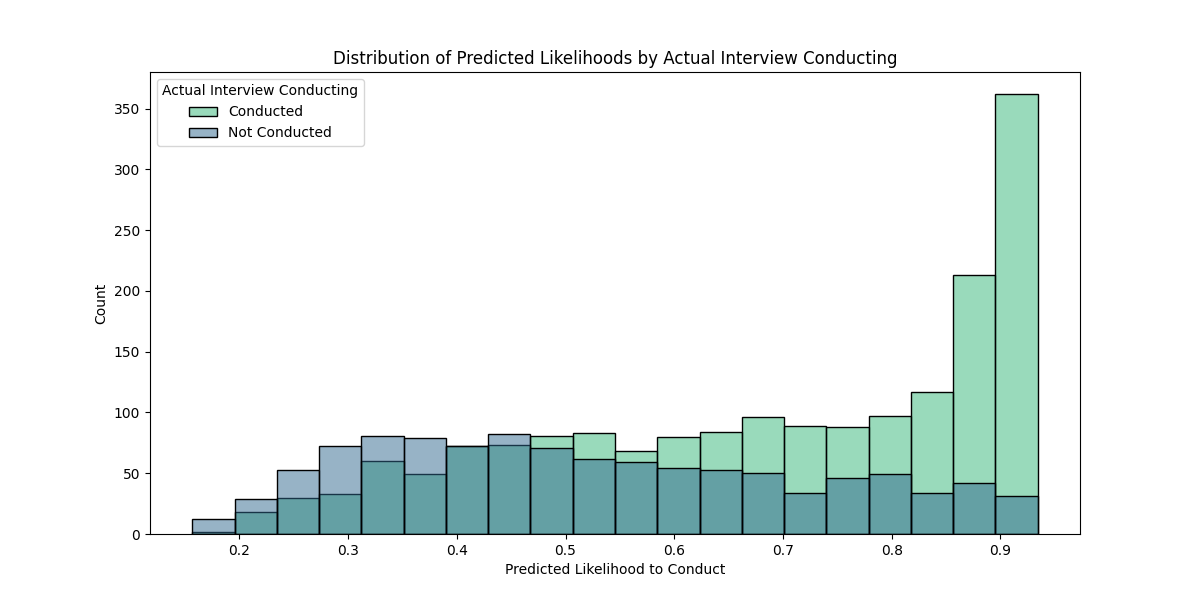 Distribution of Predicted Likelihoods by Actual Interview Conducting
Actual Interview Conducting
Conducted
Not Conducted
350
300
250
200
150
100
50
0
Count
0.2 0.3 0.4 0.5 0.6 0.7 0.8 0.9
Predicted Likelihood to Conduct